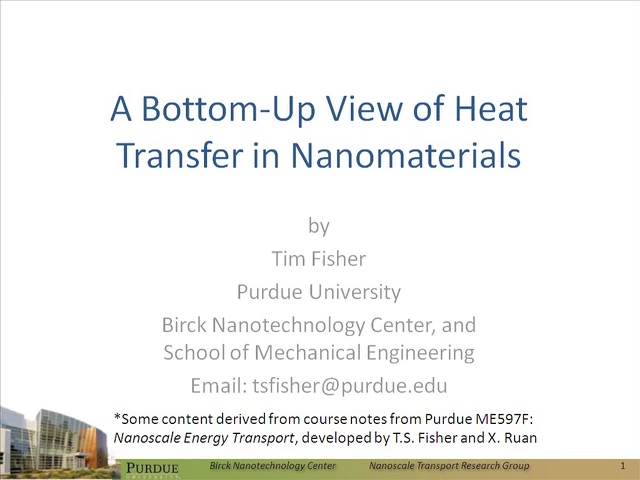 A Bottom-Up View of Heat
Transfer in Nanomaterials
by
Tim Fisher
Purdue University
Birck Nanotechnology Center, and
School of Mechanical Engineering
Email: tsfisher@purdue.edu
*Some content derived from course notes from Purdue ME597F:
Nanoscale Energy Transport, developed by T.S. Fisher and X. Ruan
PURDUE
UNIVERSITY
Birck Nanotechnology Center Nanoscale Transport Research Group 1